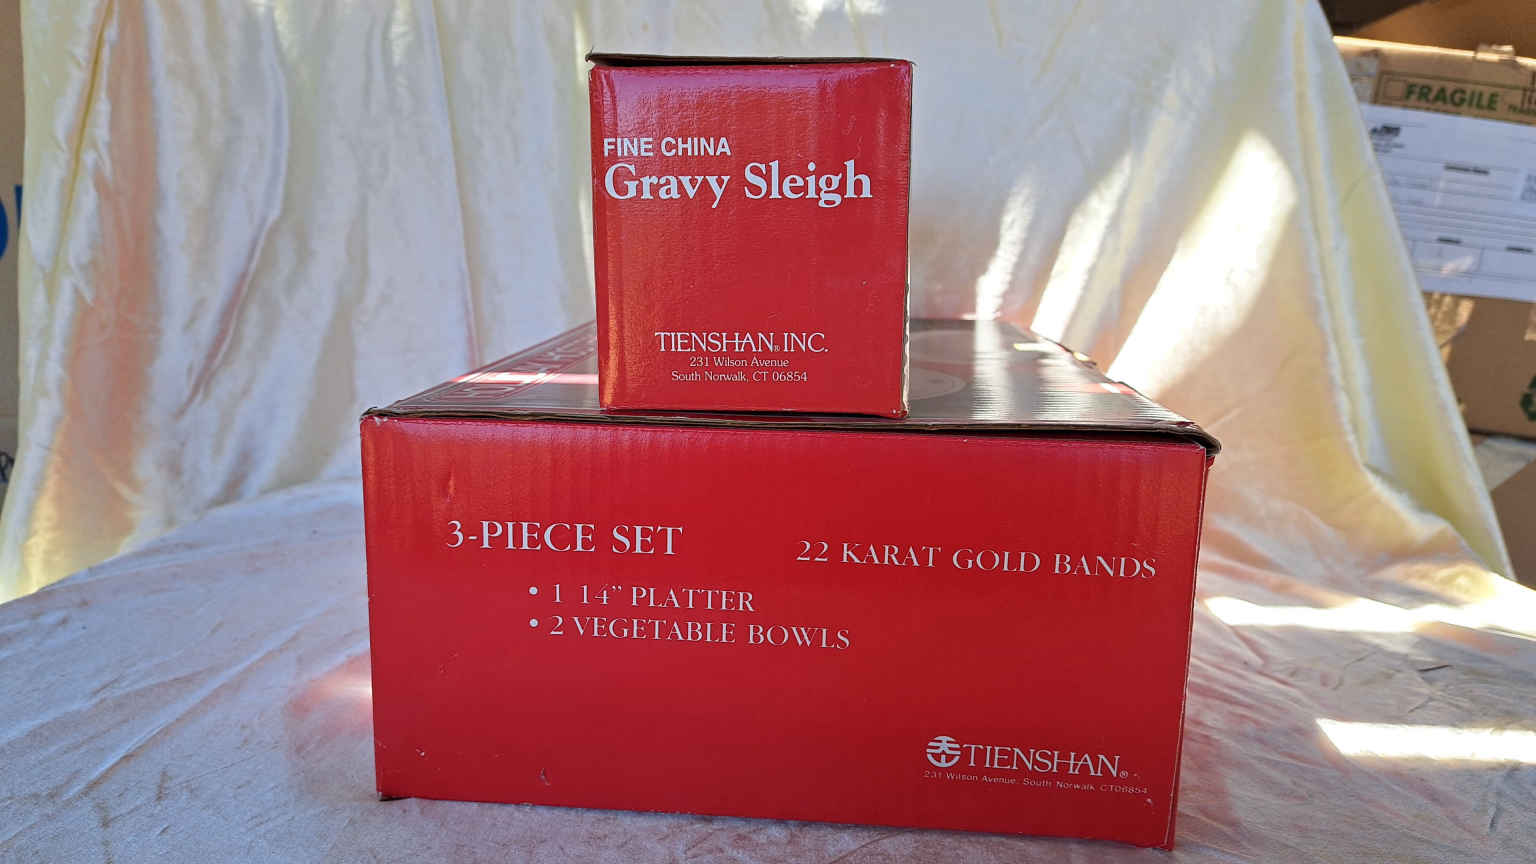 FINE CHINA
Gravy Sleigh
TIENSHAN® INC.
231 Wilson Avenue
South Norwalk, CT 06854
FRAGILE
3-PIECE SET
22 KARAT GOLD BANDS
• 1 14” PLATTER
• 2 VEGETABLE BOWLS
TIENSHAN®
231 Wilson Avenue, South Norwalk CT06854